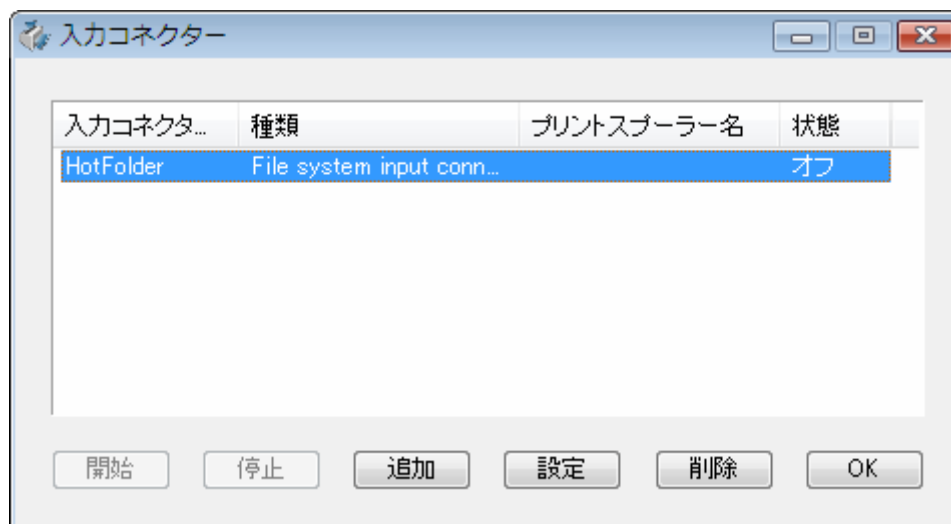 入力コネクター
入力コネクタ... 種類 プリントスプーラー名 状態
HotFolder File system input conn... オフ
開始 停止 追加 設定 削除 OK